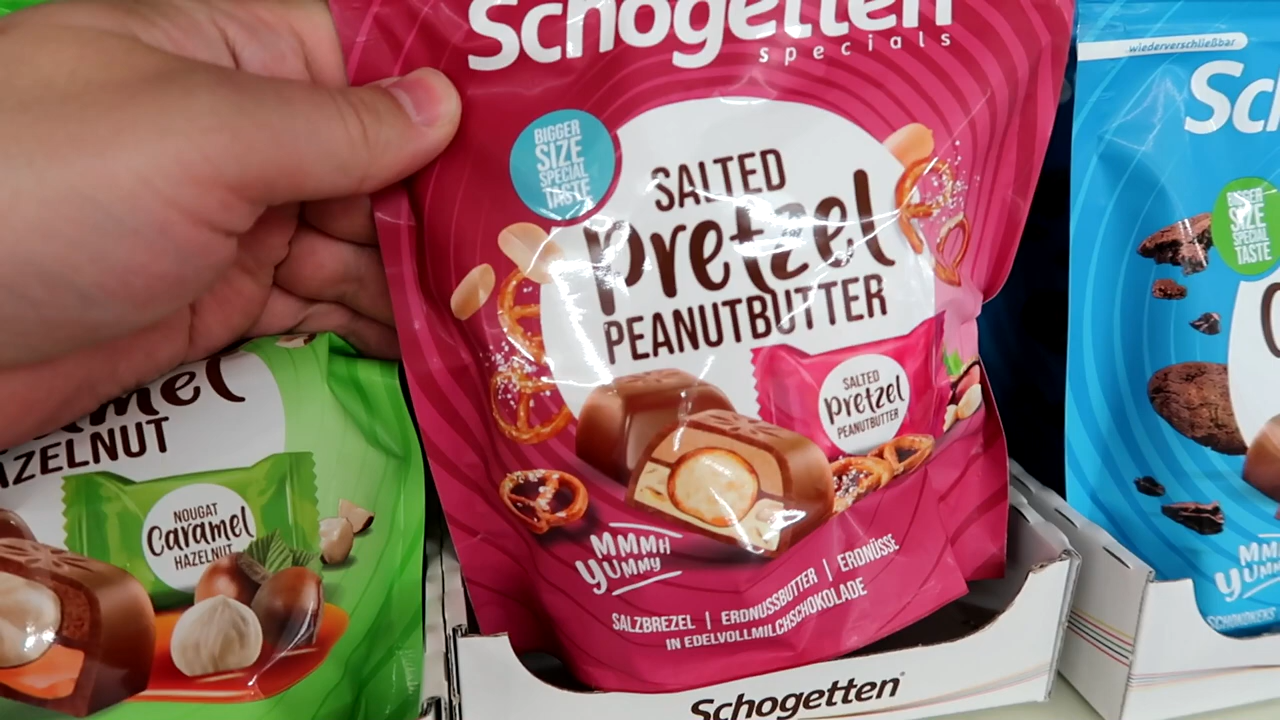 Schogetten
specials
BIGGER
SIZE
SPECIAL
TASTE
SALTED
pretzel
PEANUTBUTTER
SALTED
pretzel
PEANUTBUTTER
MMMH
YUMMY
SALZBREZEL | ERDNUSSBUTTER | ERDNÜSSE
IN EDELVOLLMILCHSCHOKOLADE
Schogetten
HAZELNUT
NOUGAT
Caramel
HAZELNUT
wiederverschließbar
Sc
BIGGER
SIZE
SPECIAL
TASTE